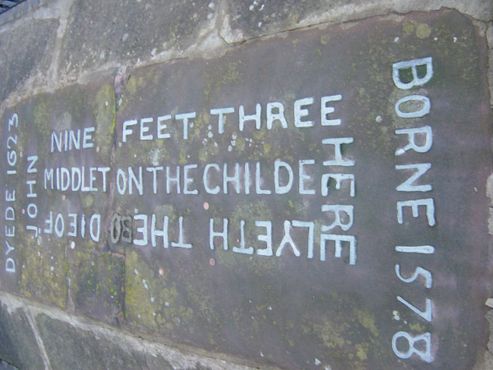 BORNE 1578
HERE
LYETH THE BODIE OF
JOHN
MIDDLETON THE CHILDE
NINE FEET THREE
DYEDE 1623